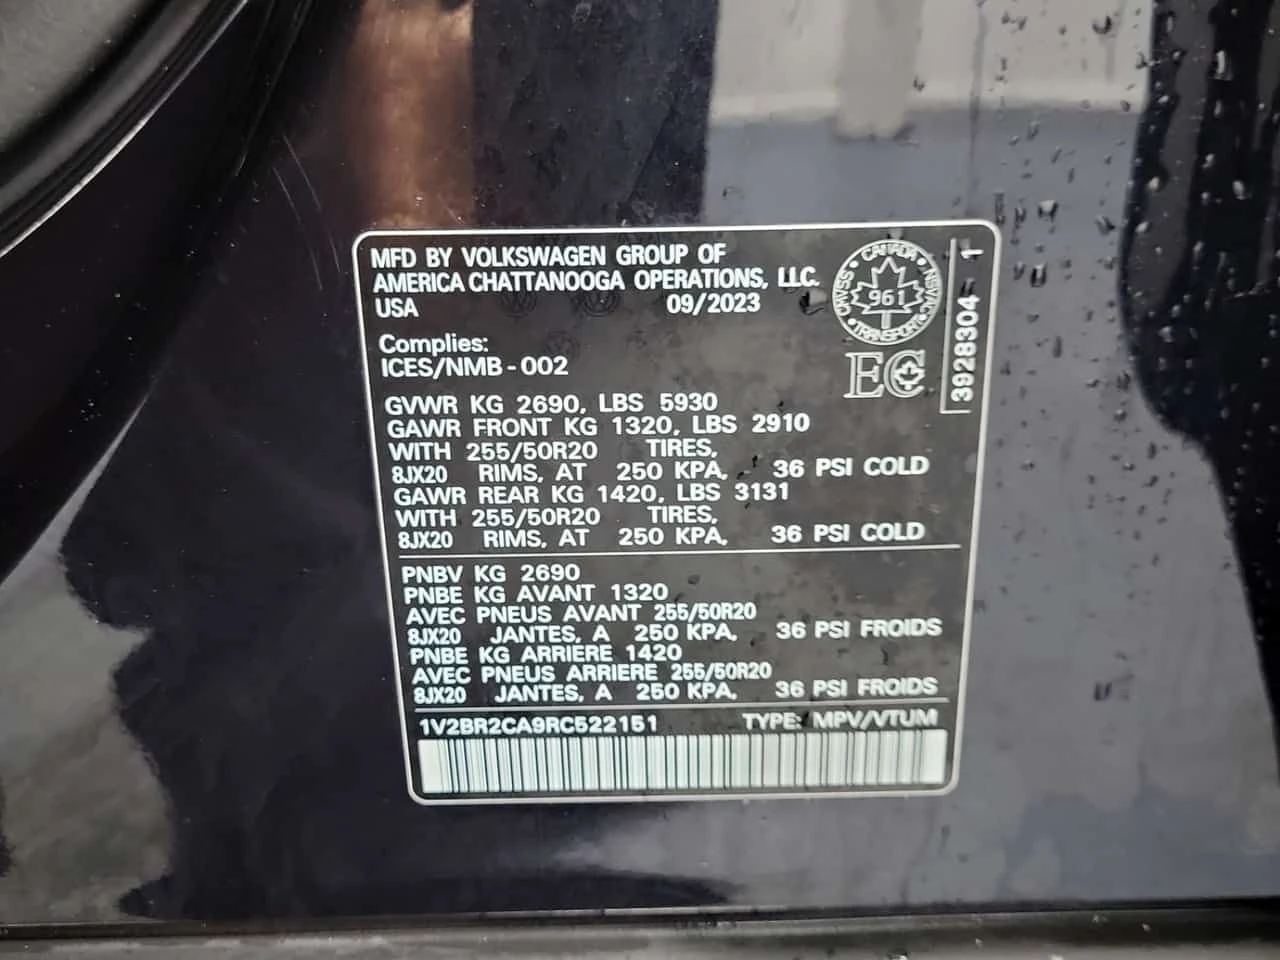 MFD BY VOLKSWAGEN GROUP OF
AMERICA CHATTANOOGA OPERATIONS, LLC.
USA 09/2023
CANADA
CMVSS NSVAC
961
TRANSPORT
EC
3928304 1
Complies:
ICES/NMB-002
GVWR KG 2690, LBS 5930
GAWR FRONT KG 1320, LBS 2910
WITH 255/50R20 TIRES,
8JX20 RIMS, AT 250 KPA, 36 PSI COLD
GAWR REAR KG 1420, LBS 3131
WITH 255/50R20 TIRES,
8JX20 RIMS, AT 250 KPA, 36 PSI COLD
PNBV KG 2690
PNBE KG AVANT 1320
AVEC PNEUS AVANT 255/50R20
8JX20 JANTES, A 250 KPA, 36 PSI FROIDS
PNBE KG ARRIERE 1420
AVEC PNEUS ARRIERE 255/50R20
8JX20 JANTES, A 250 KPA, 36 PSI FROIDS
1V2BR2CA9RC522151 TYPE: MPV/VTUM